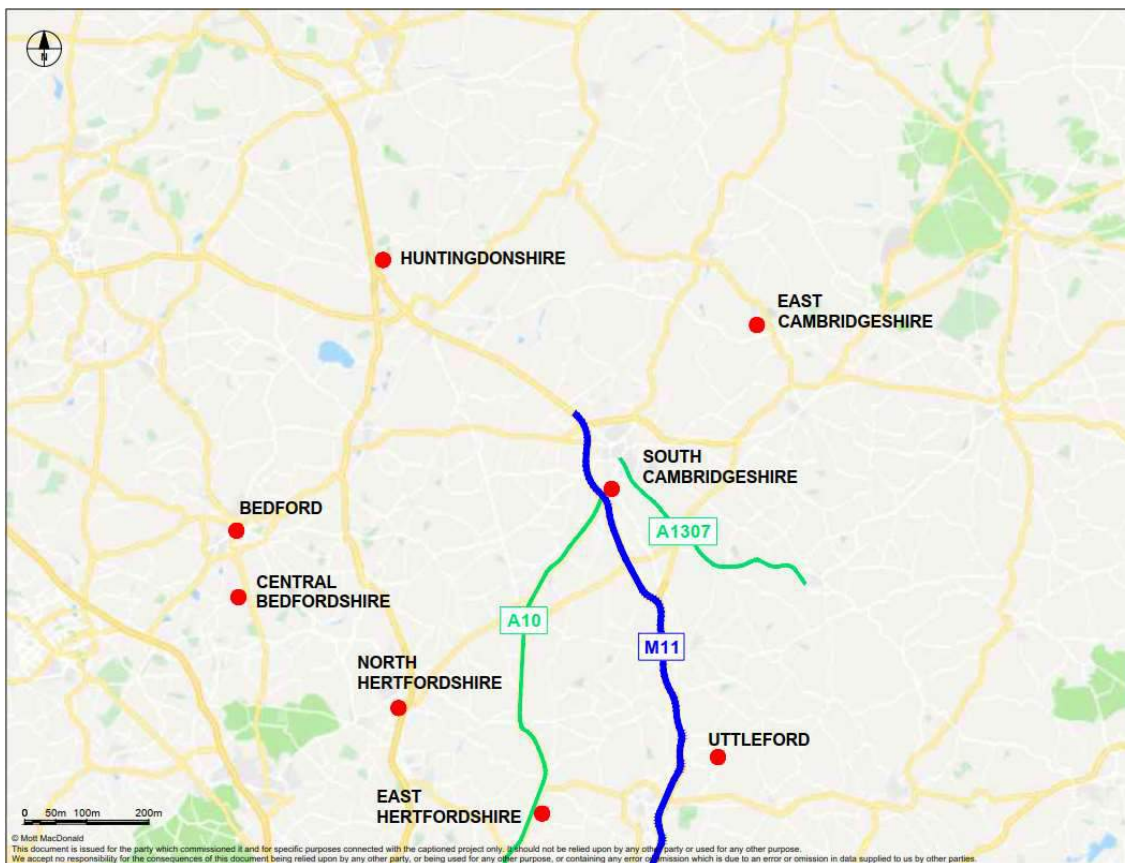 N
HUNTINGDONSHIRE
EAST
CAMBRIDGESHIRE
SOUTH
CAMBRIDGESHIRE
BEDFORD
A1307
CENTRAL
BEDFORDSHIRE
A10
M11
NORTH
HERTFORDSHIRE
UTTLEFORD
EAST
HERTFORDSHIRE
0 50m 100m 200m
© Mott MacDonald
This document is issued for the party which commissioned it and for specific purposes connected with the captioned project only. It should not be relied upon by any other party or used for any other purpose.
We accept no responsibility for the consequences of this document being relied upon by any other party, or being used for any other purpose, or containing any error or omission which is due to an error or omission in data supplied to us by other parties.